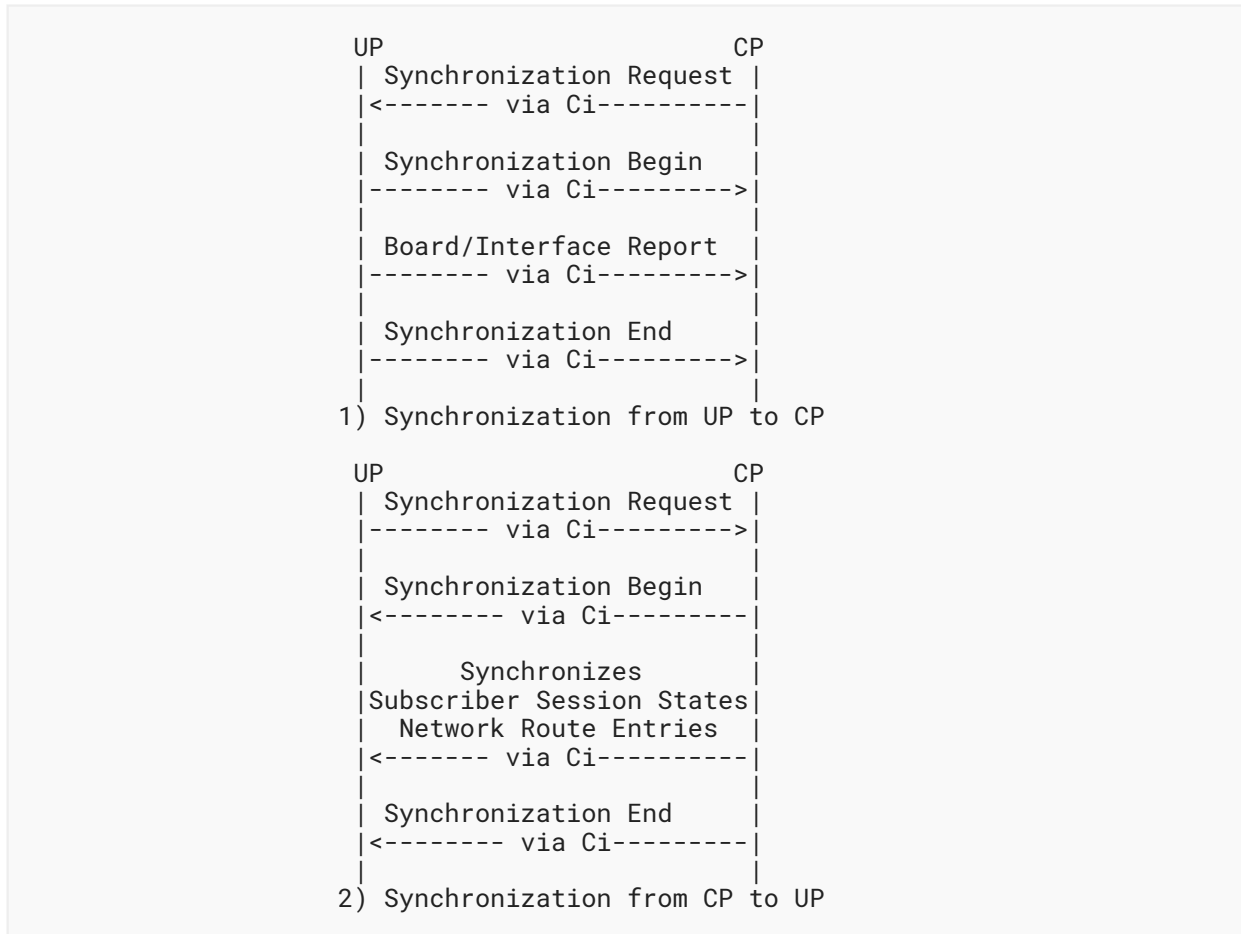 UP                       CP
| Synchronization Request |
|<------- via Ci----------|
|                         |
| Synchronization Begin   |
|-------- via Ci--------->|
|                         |
| Board/Interface Report  |
|-------- via Ci--------->|
|                         |
| Synchronization End     |
|-------- via Ci--------->|
|                         |
1) Synchronization from UP to CP
UP                       CP
| Synchronization Request |
|-------- via Ci--------->|
|                         |
| Synchronization Begin   |
|<-------- via Ci---------|
|                         |
|      Synchronizes       |
|Subscriber Session States|
|  Network Route Entries  |
|<------- via Ci----------|
|                         |
| Synchronization End     |
|<-------- via Ci---------|
|                         |
2) Synchronization from CP to UP